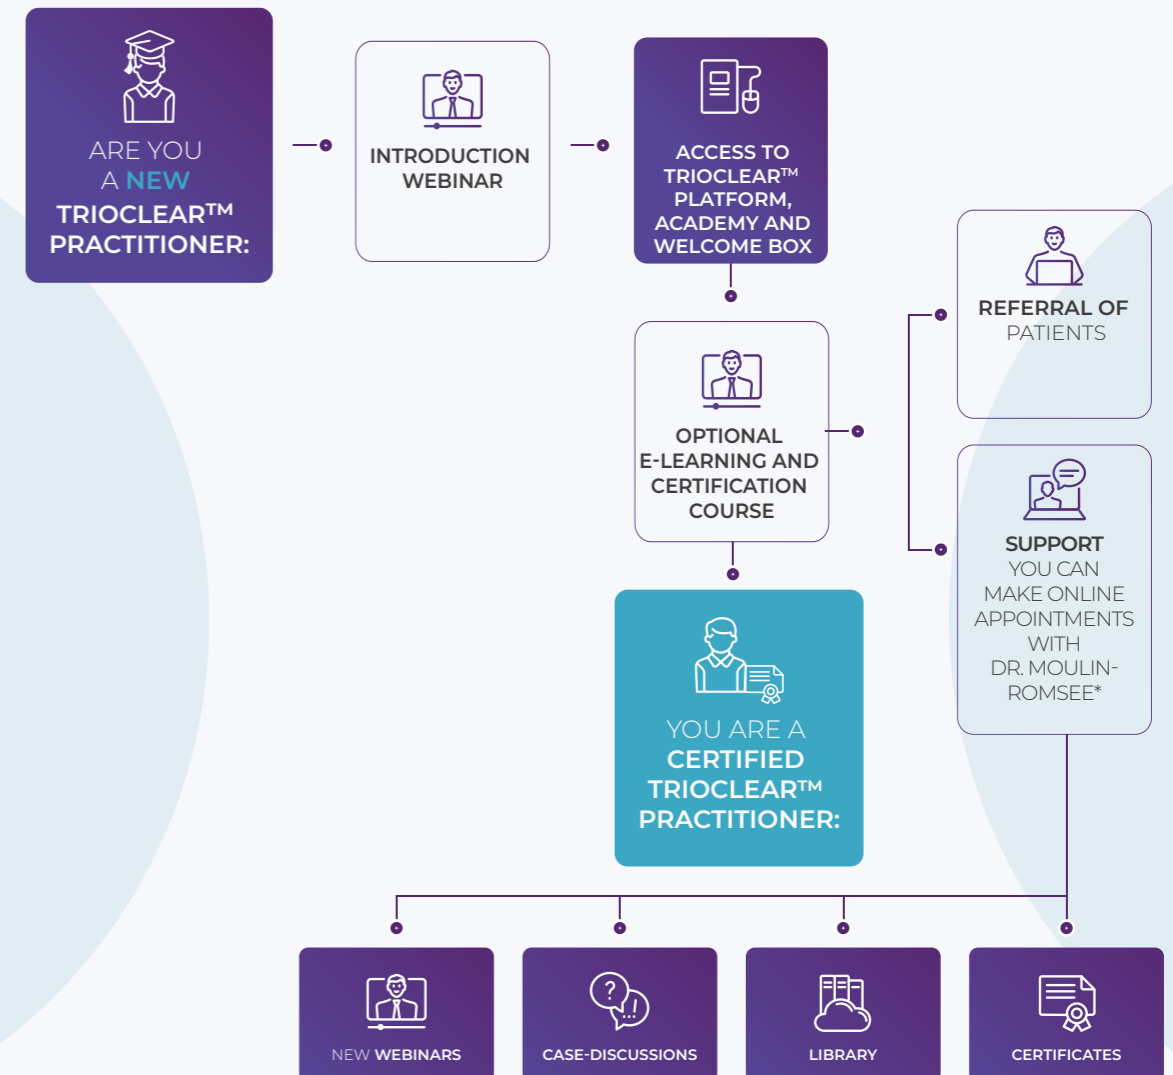 ARE YOU
A NEW
TRIOCLEAR™
PRACTITIONER:
INTRODUCTION
WEBINAR
ACCESS TO
TRIOCLEAR™
PLATFORM,
ACADEMY AND
WELCOME BOX
REFERRAL OF
PATIENTS
OPTIONAL
E-LEARNING AND
CERTIFICATION
COURSE
SUPPORT
YOU CAN
MAKE ONLINE
APPOINTMENTS
WITH
DR. MOULIN-
ROMSEE*
YOU ARE A
CERTIFIED
TRIOCLEAR™
PRACTITIONER:
NEW WEBINARS
CASE-DISCUSSIONS
LIBRARY
CERTIFICATES